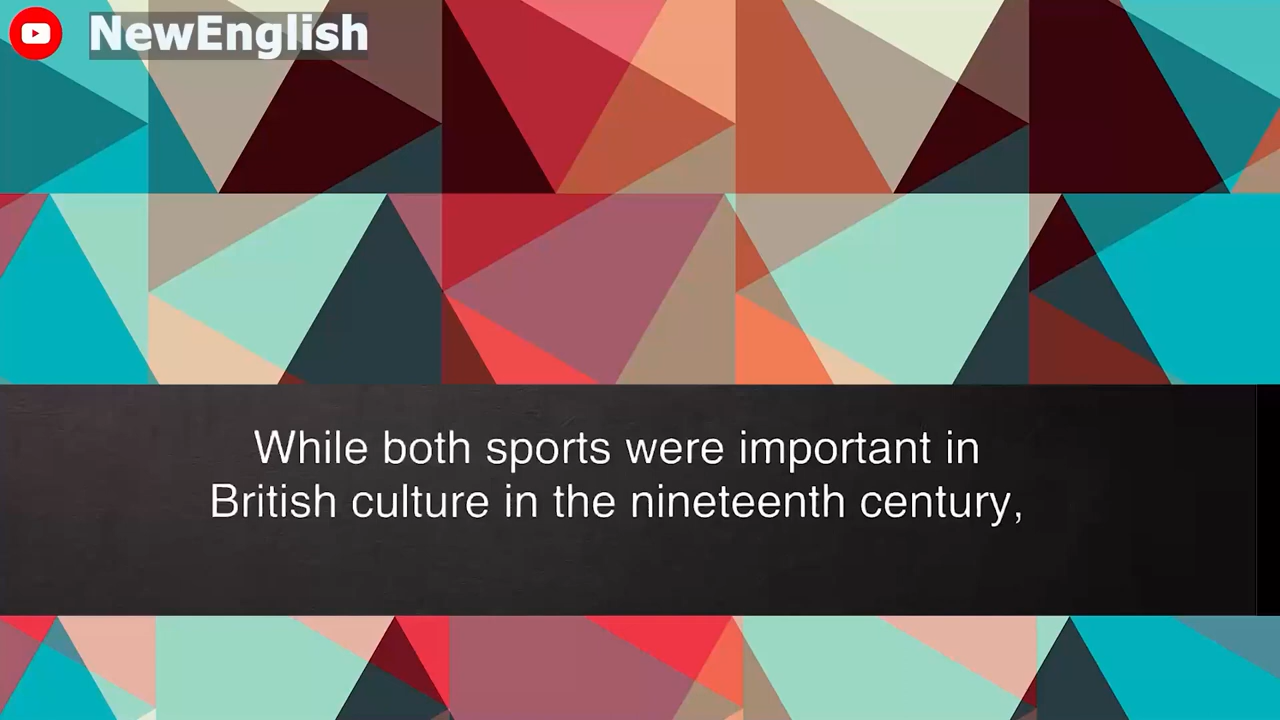 NewEnglish
While both sports were important in
British culture in the nineteenth century,